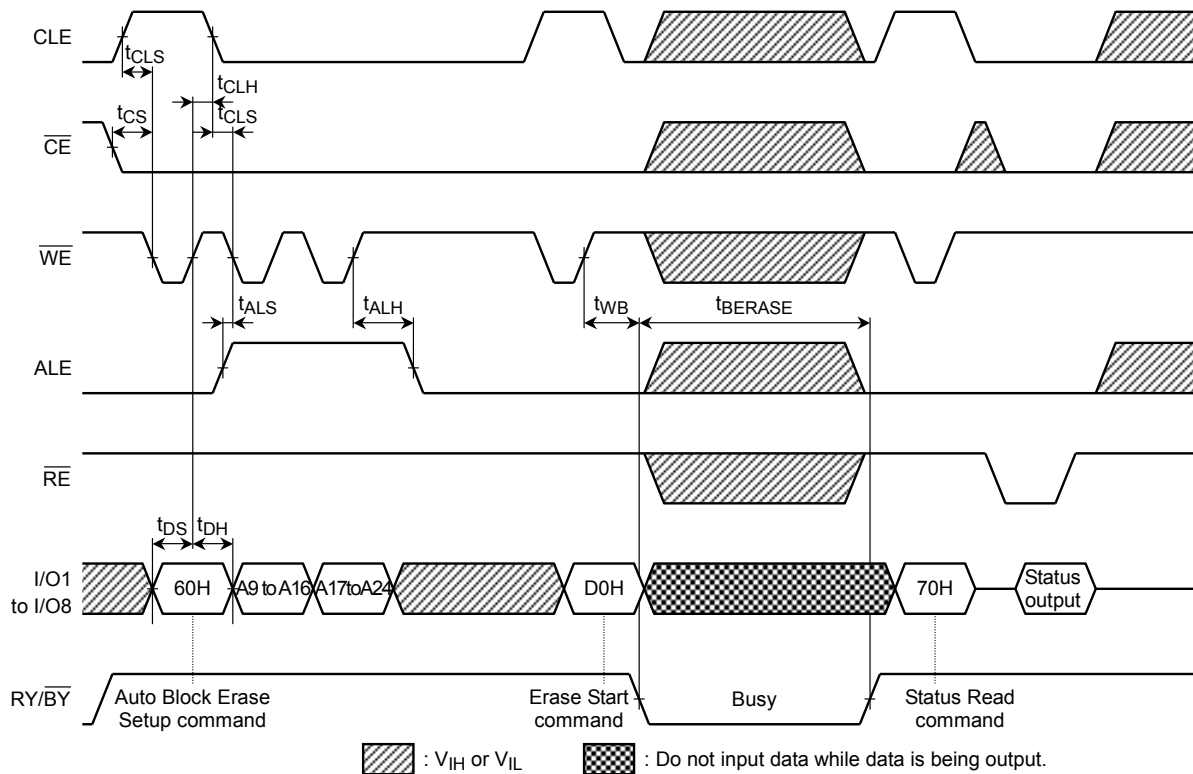 CLE
tCLS
tCLH
tCS
tCLS
CE
WE
tALS
tALH
tWB
tBERASE
ALE
RE
tDS
tDH
I/O1
to I/O8
60H
A9 to A16
A17 to A24
D0H
70H
Status
output
RY/BY
Auto Block Erase
Setup command
Erase Start
command
Busy
Status Read
command
: VIH or VIL
: Do not input data while data is being output.